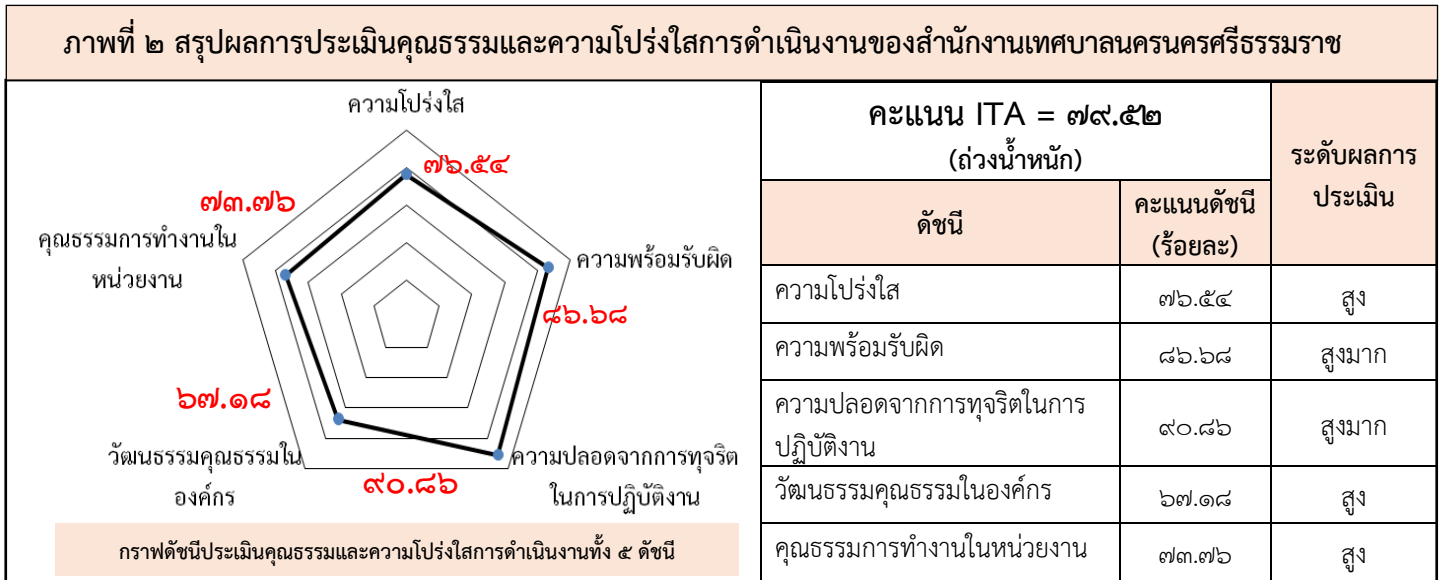 ภาพที่ ๒ สรุปผลการประเมินคุณธรรมและความโปร่งใสการดำเนินงานของสำนักงานเทศบาลนครนครศรีธรรมราช
ความโปร่งใส
๗๖.๕๔
๗๓.๗๖
คุณธรรมการทำงานใน
หน่วยงาน
ความพร้อมรับผิด
๘๖.๖๘
๖๗.๑๘
วัฒนธรรมคุณธรรมใน
องค์กร
๙๐.๘๖
ความปลอดจากการทุจริต
ในการปฏิบัติงาน
กราฟดัชนีประเมินคุณธรรมและความโปร่งใสการดำเนินงานทั้ง ๕ ดัชนี
คะแนน ITA = ๗๙.๕๒
(ถ่วงน้ำหนัก)
ระดับผลการ
ประเมิน
ดัชนี
คะแนนดัชนี
(ร้อยละ)
ความโปร่งใส ๗๖.๕๔ สูง
ความพร้อมรับผิด ๘๖.๖๘ สูงมาก
ความปลอดจากการทุจริตในการ
ปฏิบัติงาน ๙๐.๘๖ สูงมาก
วัฒนธรรมคุณธรรมในองค์กร ๖๗.๑๘ สูง
คุณธรรมการทำงานในหน่วยงาน ๗๓.๗๖ สูง